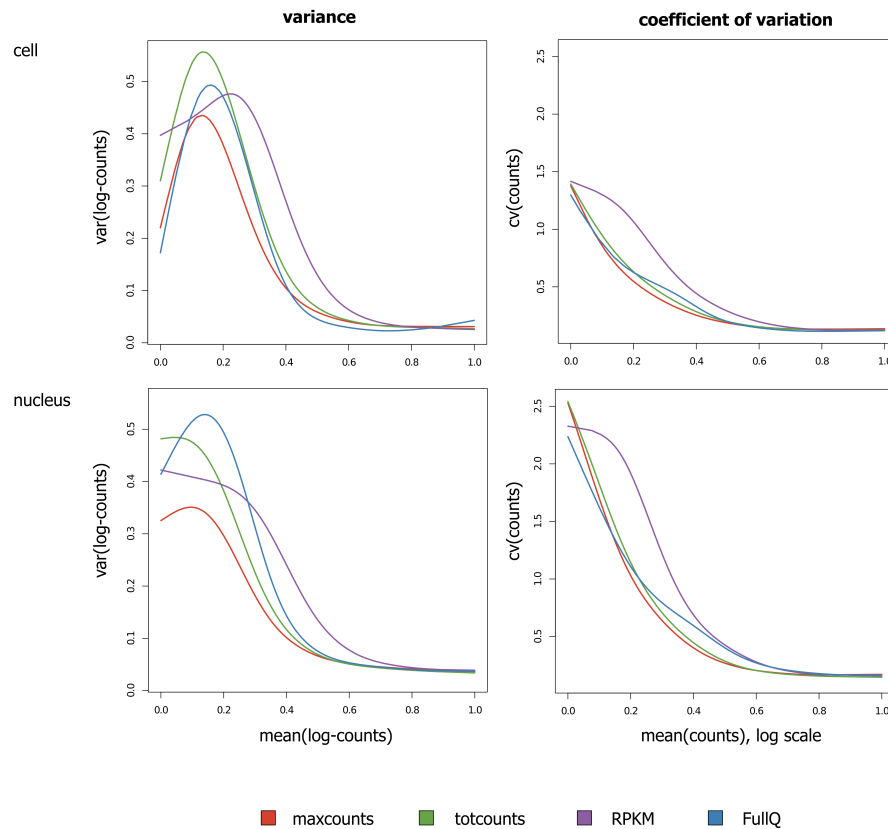 variance
coefficient of variation
cell
var(log-counts)
0.0 0.1 0.2 0.3 0.4 0.5
0.0 0.2 0.4 0.6 0.8 1.0
cv(counts)
0.5 1.0 1.5 2.0 2.5
0.0 0.2 0.4 0.6 0.8 1.0
nucleus
var(log-counts)
0.0 0.1 0.2 0.3 0.4 0.5
0.0 0.2 0.4 0.6 0.8 1.0
mean(log-counts)
cv(counts)
0.5 1.0 1.5 2.0 2.5
0.0 0.2 0.4 0.6 0.8 1.0
mean(counts), log scale
maxcounts totcounts RPKM FullQ